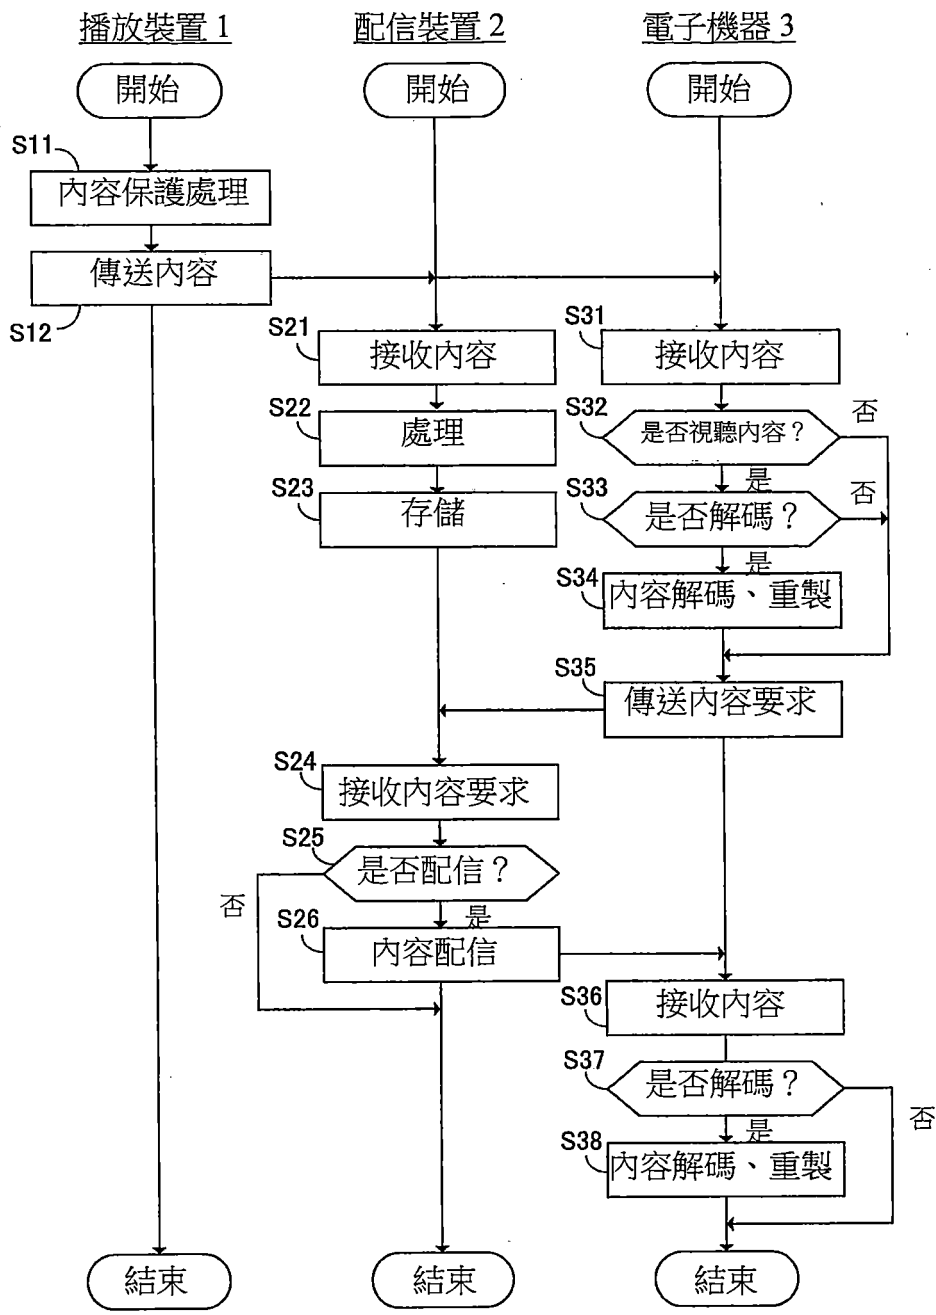 播放裝置 1
配信裝置 2
電子機器 3
開始
開始
開始
S11
內容保護處理
傳送內容
S12
S21
接收內容
S31
接收內容
S22
處理
S32
是否視聽內容？
否
是
S23
存儲
S33
是否解碼？
否
是
S34
內容解碼、重製
S35
傳送內容要求
S24
接收內容要求
S25
是否配信？
否
是
S26
內容配信
S36
接收內容
S37
是否解碼？
否
是
S38
內容解碼、重製
結束
結束
結束